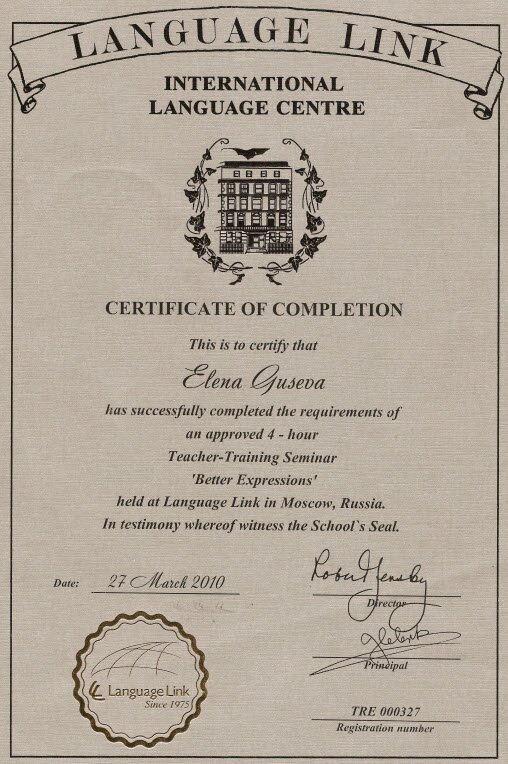 LANGUAGE LINK
INTERNATIONAL
LANGUAGE CENTRE
CERTIFICATE OF COMPLETION
This is to certify that
Elena Guseva
has successfully completed the requirements of
an approved 4 - hour
Teacher-Training Seminar
'Better Expressions'
held at Language Link in Moscow, Russia.
In testimony whereof witness the School`s Seal.
Date: 27 March 2010
Director
Principal
LL Language Link
Since 1975
TRE 000327
Registration number